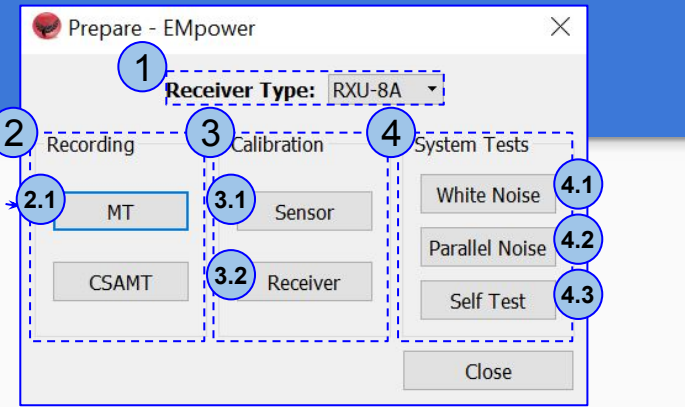 Prepare - EMpower
1
Receiver Type: RXU-8A
2 Recording 3 Calibration 4 System Tests
2.1 MT 3.1 Sensor White Noise 4.1
Parallel Noise 4.2
CSAMT 3.2 Receiver
Self Test 4.3
Close